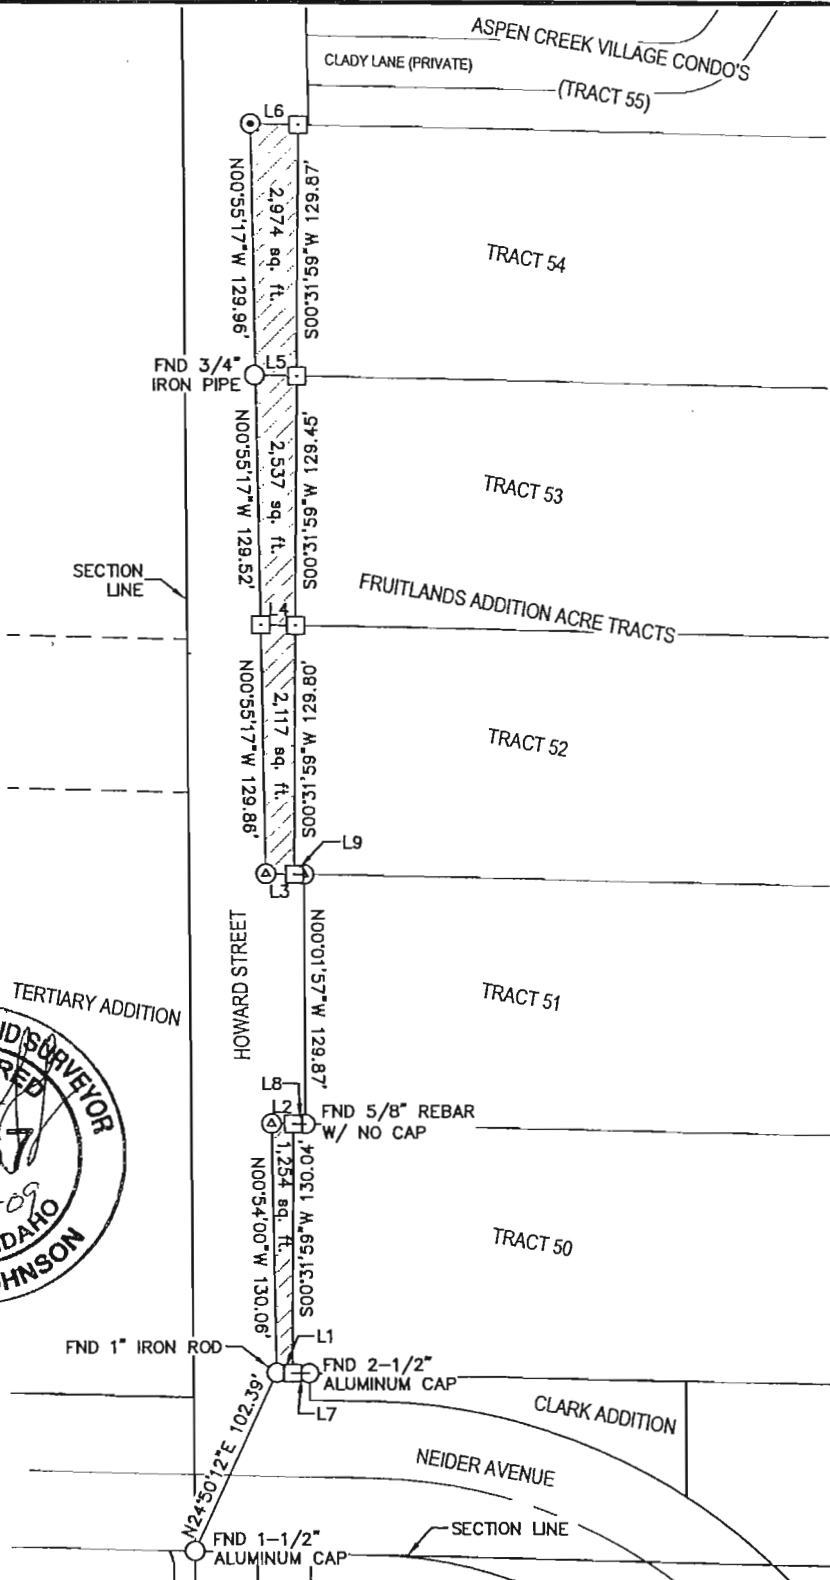 ASPEN CREEK VILLAGE CONDO'S
CLADY LANE (PRIVATE)
(TRACT 55)
L6
N00°55'17"W 129.96'
2,974 sq. ft.
S00°31'59"W 129.87'
TRACT 54
FND 3/4"
IRON PIPE
L5
N00°55'17"W 129.52'
2,537 sq. ft.
S00°31'59"W 129.45'
TRACT 53
SECTION
LINE
FRUITLANDS ADDITION ACRE TRACTS
L4
N00°55'17"W 129.86'
2,117 sq. ft.
S00°31'59"W 129.80'
TRACT 52
L9
L3
HOWARD STREET
N00°01'57"W 129.87'
TRACT 51
TERTIARY ADDITION
SURVEYOR
7
-09
IDAHO
L8
L2
FND 5/8" REBAR
W/ NO CAP
N00°54'00"W 130.06'
1,254 sq. ft.
S00°31'59"W 130.04'
TRACT 50
FND 1" IRON ROD
L1
FND 2-1/2"
ALUMINUM CAP
L7
CLARK ADDITION
N24°50'12"E 102.39'
NEIDER AVENUE
SECTION LINE
FND 1-1/2"
ALUMINUM CAP